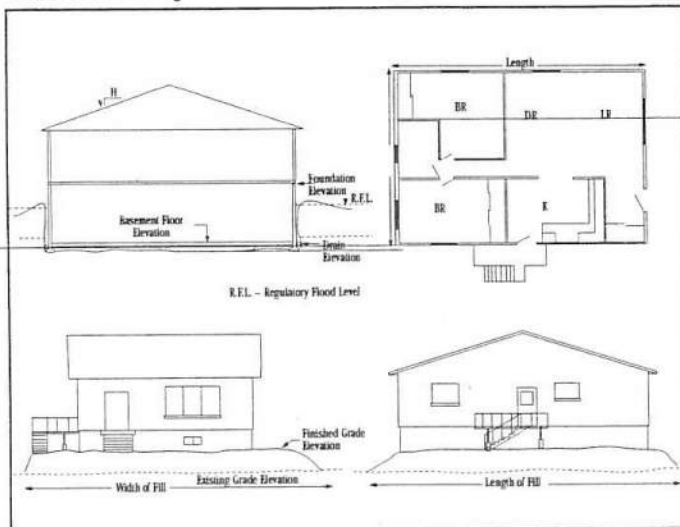 H
Foundation
Elevation
R.F.L.
Basement Floor
Elevation
Drain
Elevation
R.F.L. – Regulatory Flood Level
Length
BR
DR
LR
BR
K
Finished Grade
Elevation
Existing Grade Elevation
Width of Fill
Length of Fill